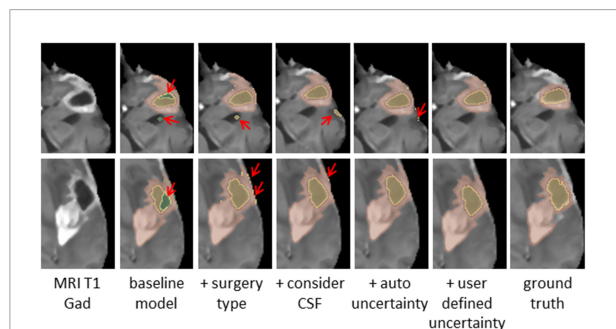 MRI T1
Gad
baseline
model
+ surgery
type
+ consider
CSF
+ auto
uncertainty
+ user
defined
uncertainty
ground
truth